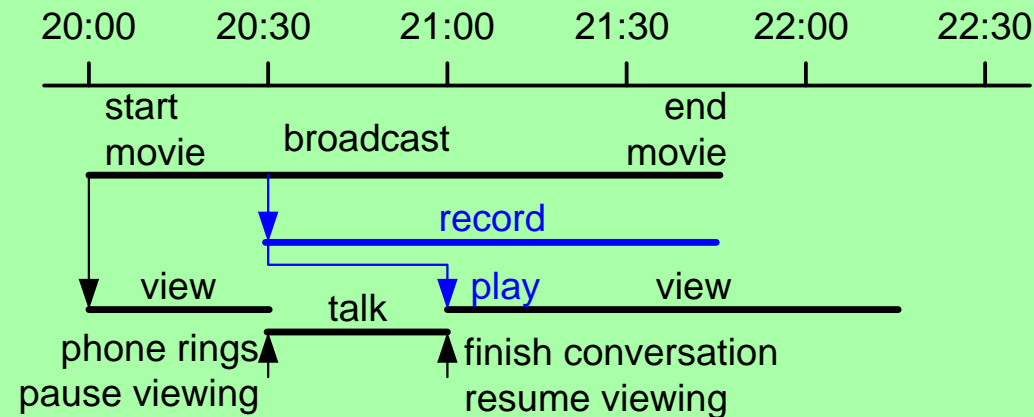 20:00 20:30 21:00 21:30 22:00 22:30
start
movie
broadcast
end
movie
record
view
talk
play
view
phone rings
pause viewing
finish conversation
resume viewing